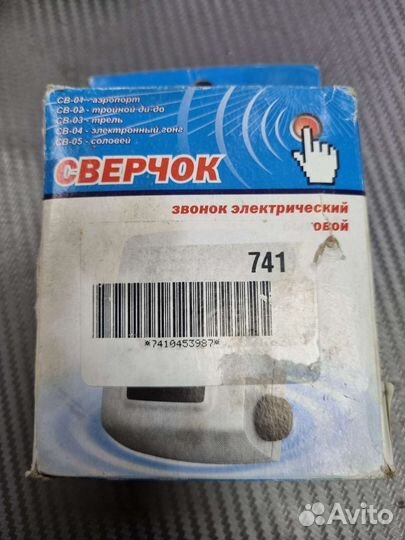 СВ-01 - аэропорт
СВ-02 - тройной ди-до
СВ-03 - трель
СВ-04 - электронный гонг
СВ-05 - соловей
СВЕРЧОК
звонок электрический
овой
741
*7410453987*
Avito